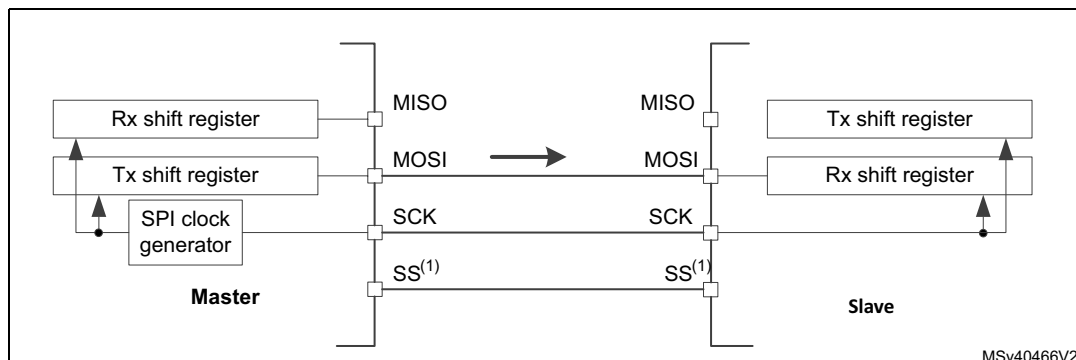 MISO MISO
Rx shift register Tx shift register
MOSI MOSI
Tx shift register Rx shift register
SPI clock generator
SCK SCK
SS(1) SS(1)
Master Slave
MSv40466V2